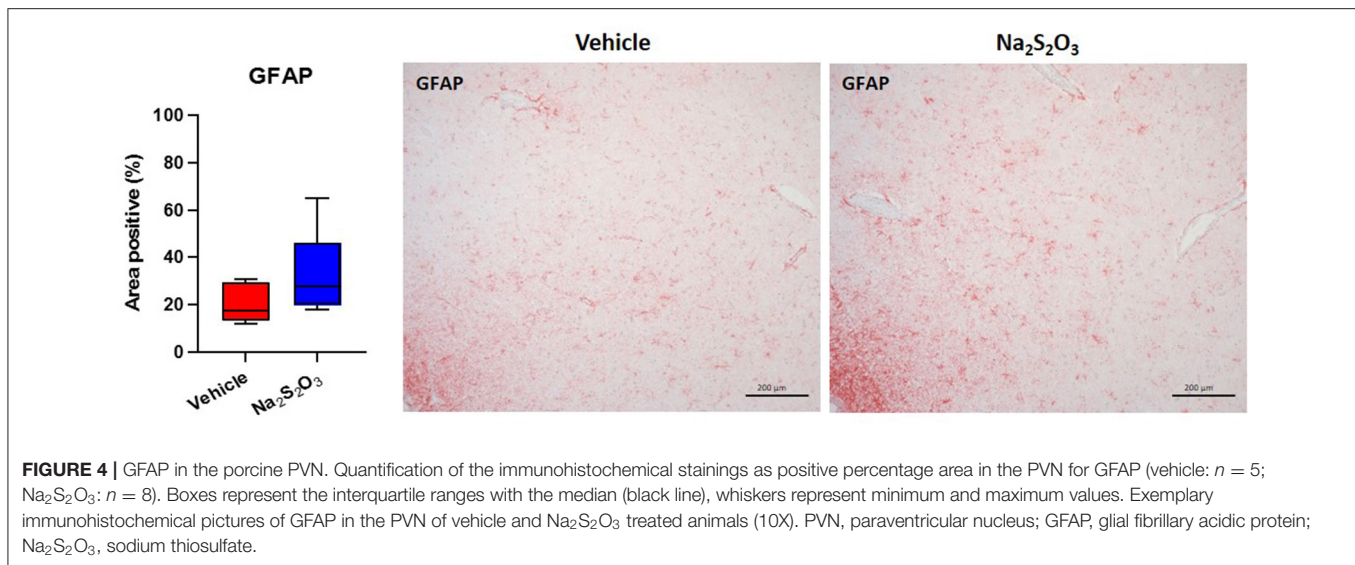 GFAP
Area positive (%)
100
80
60
40
20
0
Vehicle
Na₂S₂O₃
Vehicle
GFAP
200 µm
Na₂S₂O₃
GFAP
200 µm
FIGURE 4 | GFAP in the porcine PVN. Quantification of the immunohistochemical stainings as positive percentage area in the PVN for GFAP (vehicle: n = 5;
Na₂S₂O₃: n = 8). Boxes represent the interquartile ranges with the median (black line), whiskers represent minimum and maximum values. Exemplary
immunohistochemical pictures of GFAP in the PVN of vehicle and Na₂S₂O₃ treated animals (10X). PVN, paraventricular nucleus; GFAP, glial fibrillary acidic protein;
Na₂S₂O₃, sodium thiosulfate.